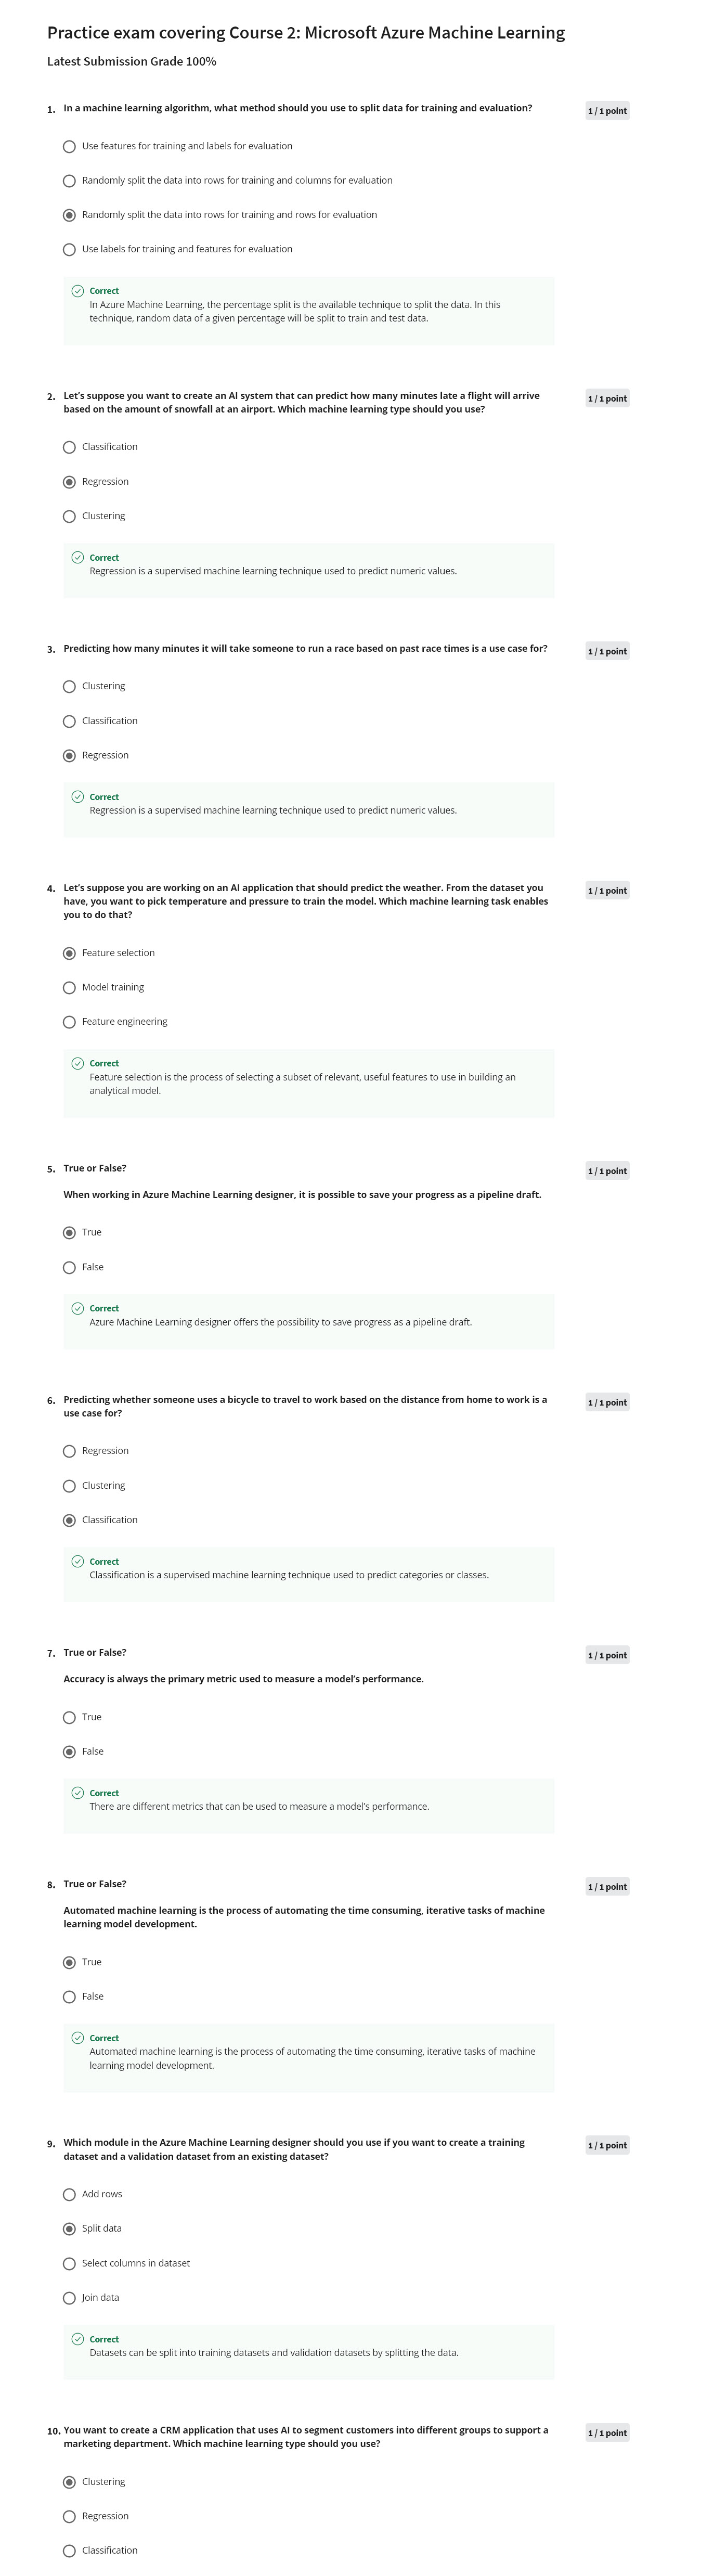 Practice exam covering Course 2: Microsoft Azure Machine Learning
Latest Submission Grade 100%
1. In a machine learning algorithm, what method should you use to split data for training and evaluation?
1 / 1 point
Use features for training and labels for evaluation
Randomly split the data into rows for training and columns for evaluation
Randomly split the data into rows for training and rows for evaluation
Use labels for training and features for evaluation
Correct
In Azure Machine Learning, the percentage split is the available technique to split the data. In this
technique, random data of a given percentage will be split to train and test data.
2. Let’s suppose you want to create an AI system that can predict how many minutes late a flight will arrive
based on the amount of snowfall at an airport. Which machine learning type should you use?
1 / 1 point
Classification
Regression
Clustering
Correct
Regression is a supervised machine learning technique used to predict numeric values.
3. Predicting how many minutes it will take someone to run a race based on past race times is a use case for?
1 / 1 point
Clustering
Classification
Regression
Correct
Regression is a supervised machine learning technique used to predict numeric values.
4. Let’s suppose you are working on an AI application that should predict the weather. From the dataset you
have, you want to pick temperature and pressure to train the model. Which machine learning task enables
you to do that?
1 / 1 point
Feature selection
Model training
Feature engineering
Correct
Feature selection is the process of selecting a subset of relevant, useful features to use in building an
analytical model.
5. True or False?
1 / 1 point
When working in Azure Machine Learning designer, it is possible to save your progress as a pipeline draft.
True
False
Correct
Azure Machine Learning designer offers the possibility to save progress as a pipeline draft.
6. Predicting whether someone uses a bicycle to travel to work based on the distance from home to work is a
use case for?
1 / 1 point
Regression
Clustering
Classification
Correct
Classification is a supervised machine learning technique used to predict categories or classes.
7. True or False?
1 / 1 point
Accuracy is always the primary metric used to measure a model’s performance.
True
False
Correct
There are different metrics that can be used to measure a model’s performance.
8. True or False?
1 / 1 point
Automated machine learning is the process of automating the time consuming, iterative tasks of machine
learning model development.
True
False
Correct
Automated machine learning is the process of automating the time consuming, iterative tasks of machine
learning model development.
9. Which module in the Azure Machine Learning designer should you use if you want to create a training
dataset and a validation dataset from an existing dataset?
1 / 1 point
Add rows
Split data
Select columns in dataset
Join data
Correct
Datasets can be split into training datasets and validation datasets by splitting the data.
10. You want to create a CRM application that uses AI to segment customers into different groups to support a
marketing department. Which machine learning type should you use?
1 / 1 point
Clustering
Regression
Classification